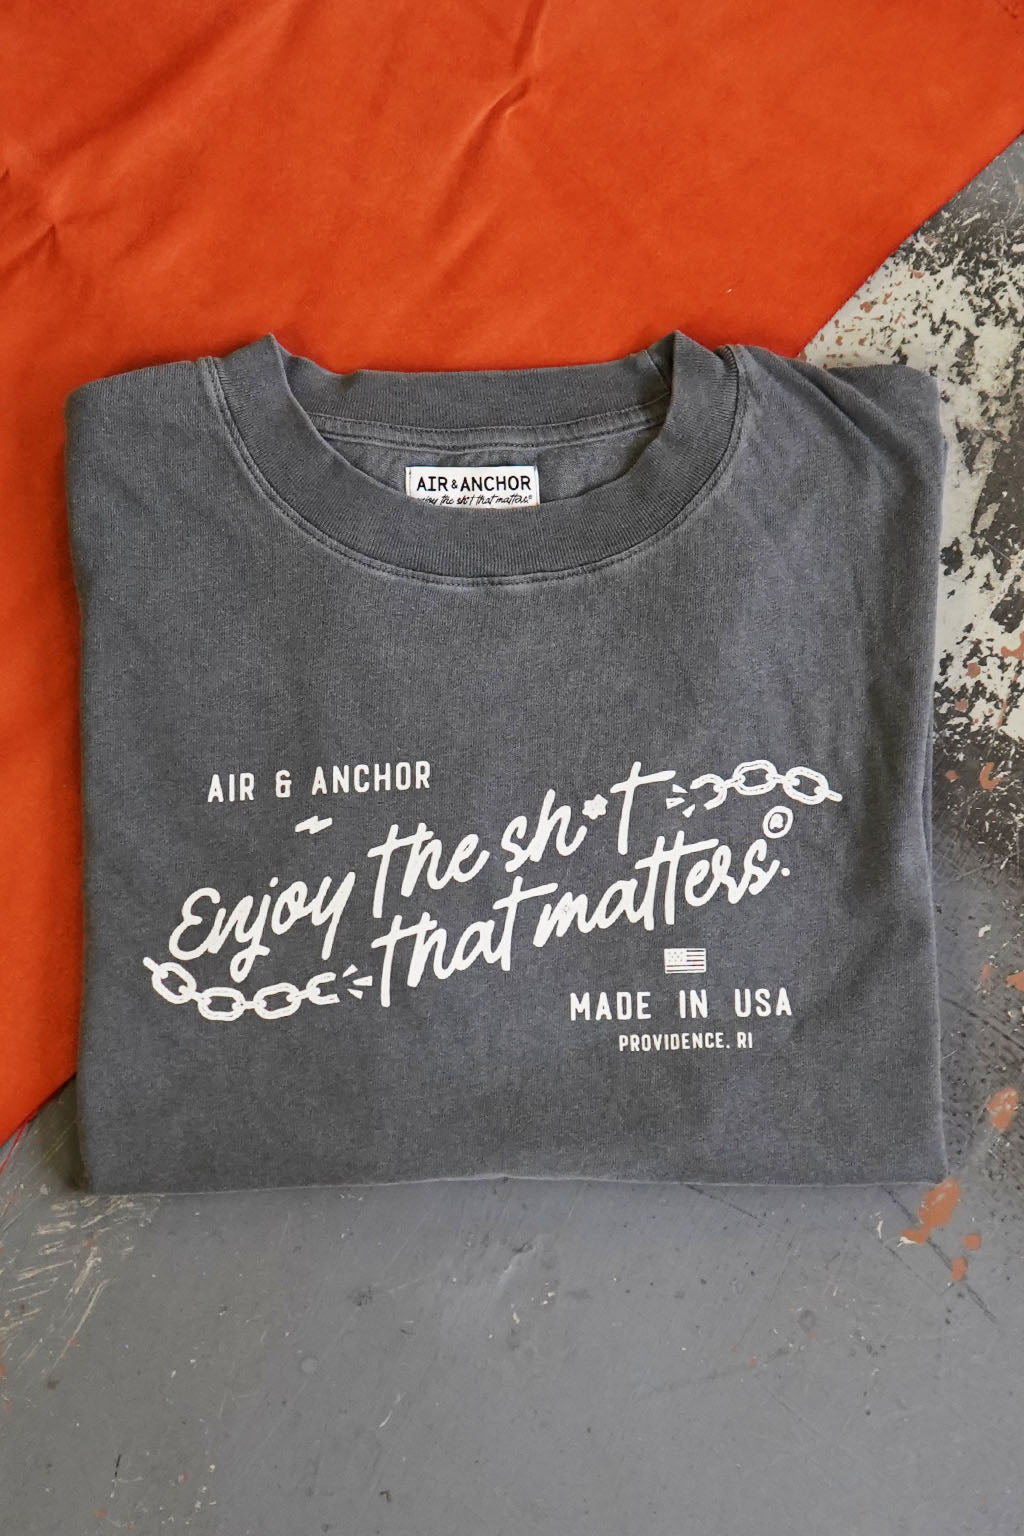 AIR & ANCHOR
enjoy the sh*t that matters.®
AIR & ANCHOR
Enjoy the sh*t
that matters.®
MADE IN USA
PROVIDENCE, RI